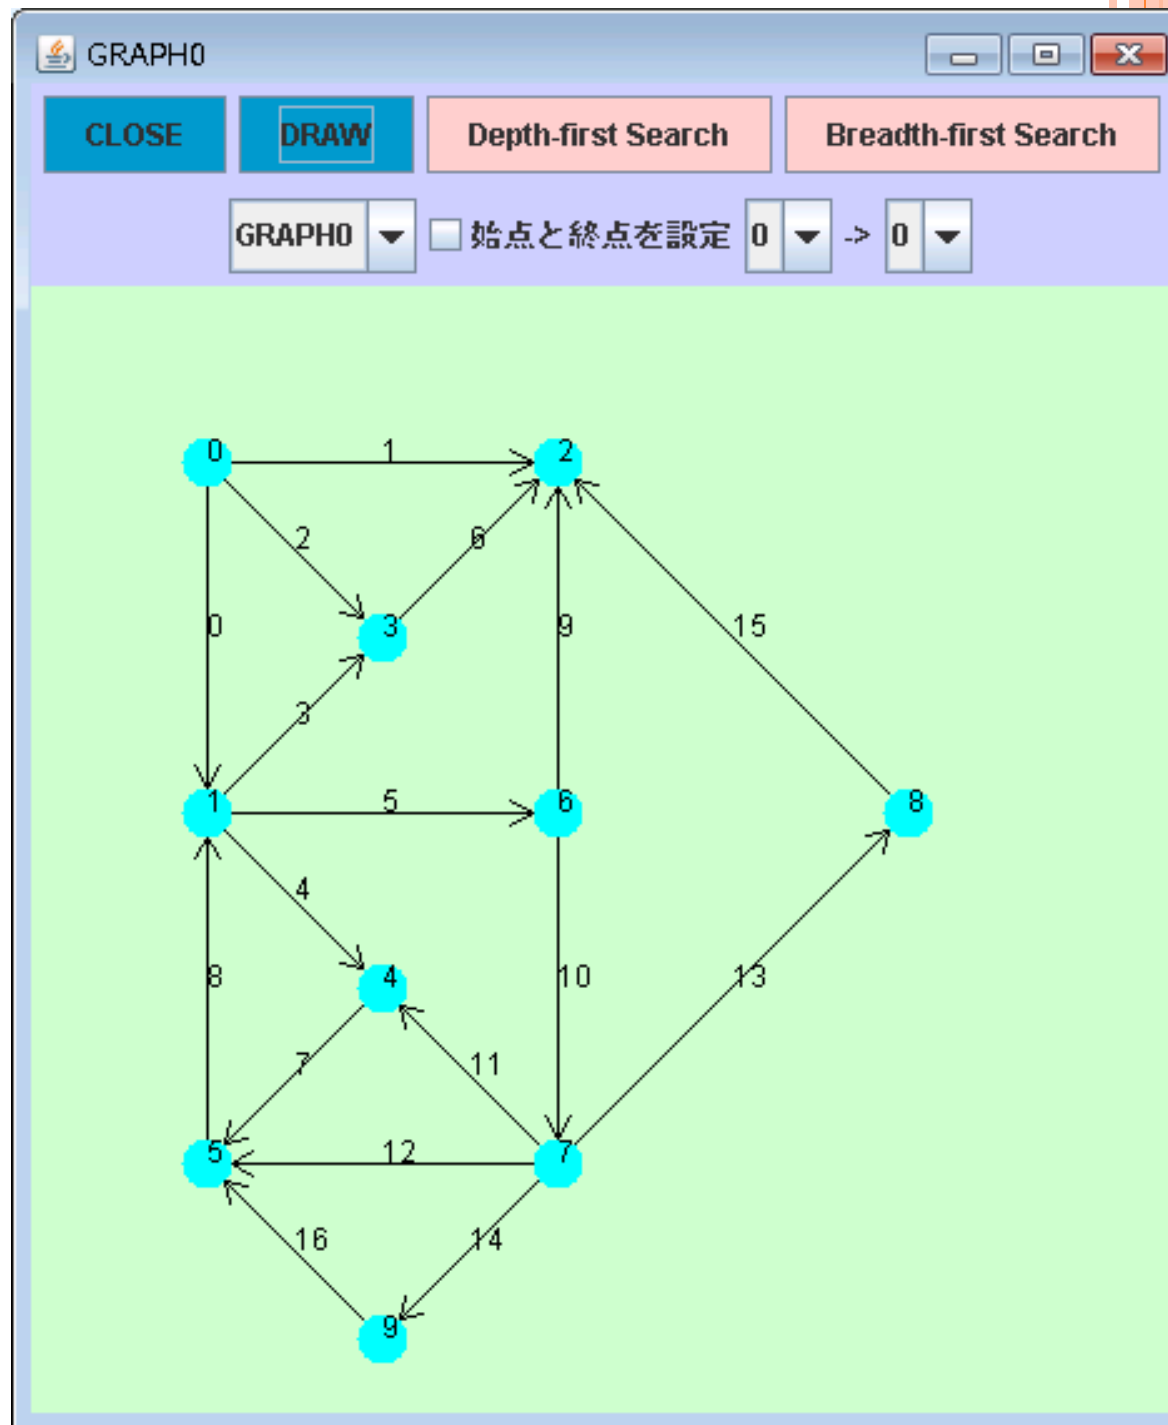 GRAPH0
CLOSE DRAW Depth-first Search Breadth-first Search
GRAPH0 始点と終点を設定 0 -> 0
0 1 2
2 6
3
0 9 15
3
1 5 6 8
4
4
8 10 13
7 11
5 12 7
16 14
9